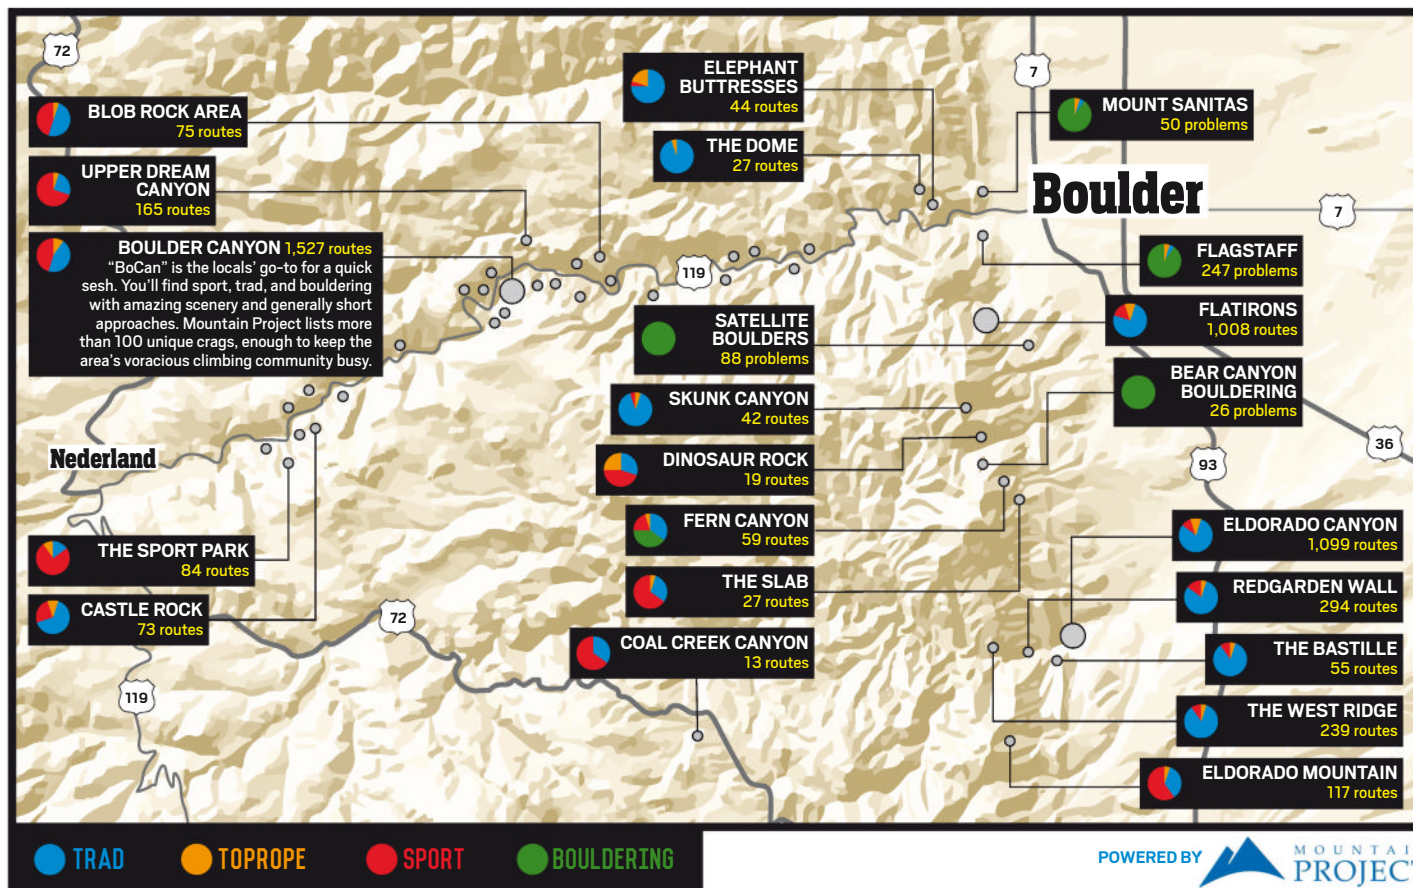 72
BLOB ROCK AREA
75 routes
UPPER DREAM
CANYON
165 routes
BOULDER CANYON 1,527 routes
“BoCan” is the locals’ go-to for a quick
sesh. You’ll find sport, trad, and bouldering
with amazing scenery and generally short
approaches. Mountain Project lists more
than 100 unique crags, enough to keep the
area’s voracious climbing community busy.
Nederland
THE SPORT PARK
84 routes
CASTLE ROCK
73 routes
119
72
ELEPHANT
BUTTRESSES
44 routes
THE DOME
27 routes
119
SATELLITE
BOULDERS
88 problems
SKUNK CANYON
42 routes
DINOSAUR ROCK
19 routes
FERN CANYON
59 routes
THE SLAB
27 routes
COAL CREEK CANYON
13 routes
7
MOUNT SANITAS
50 problems
Boulder
7
FLAGSTAFF
247 problems
FLATIRONS
1,008 routes
BEAR CANYON
BOULDERING
26 problems
36
93
ELDORADO CANYON
1,099 routes
REDGARDEN WALL
294 routes
THE BASTILLE
55 routes
THE WEST RIDGE
239 routes
ELDORADO MOUNTAIN
117 routes
TRAD
TOPROPE
SPORT
BOULDERING
POWERED BY
MOUNTAI
PROJECT